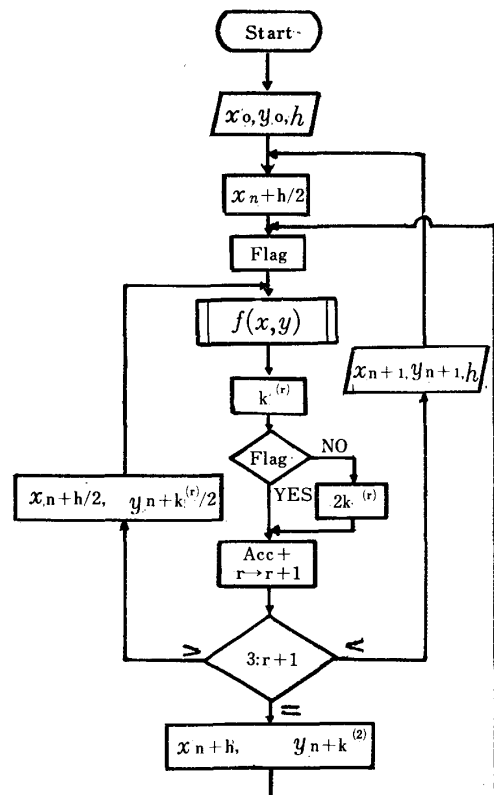 Start
x₀, y₀, h
xₙ+h/2
Flag
f(x,y)
k⁽ʳ⁾
Flag
NO
YES
2k⁽ʳ⁾
xₙ+h/2, yₙ+k⁽ʳ⁾/2
xₙ₊₁, yₙ₊₁, h
Acc+
r→r+1
>
3:r+1
<
=
xₙ+h, yₙ+k⁽²⁾